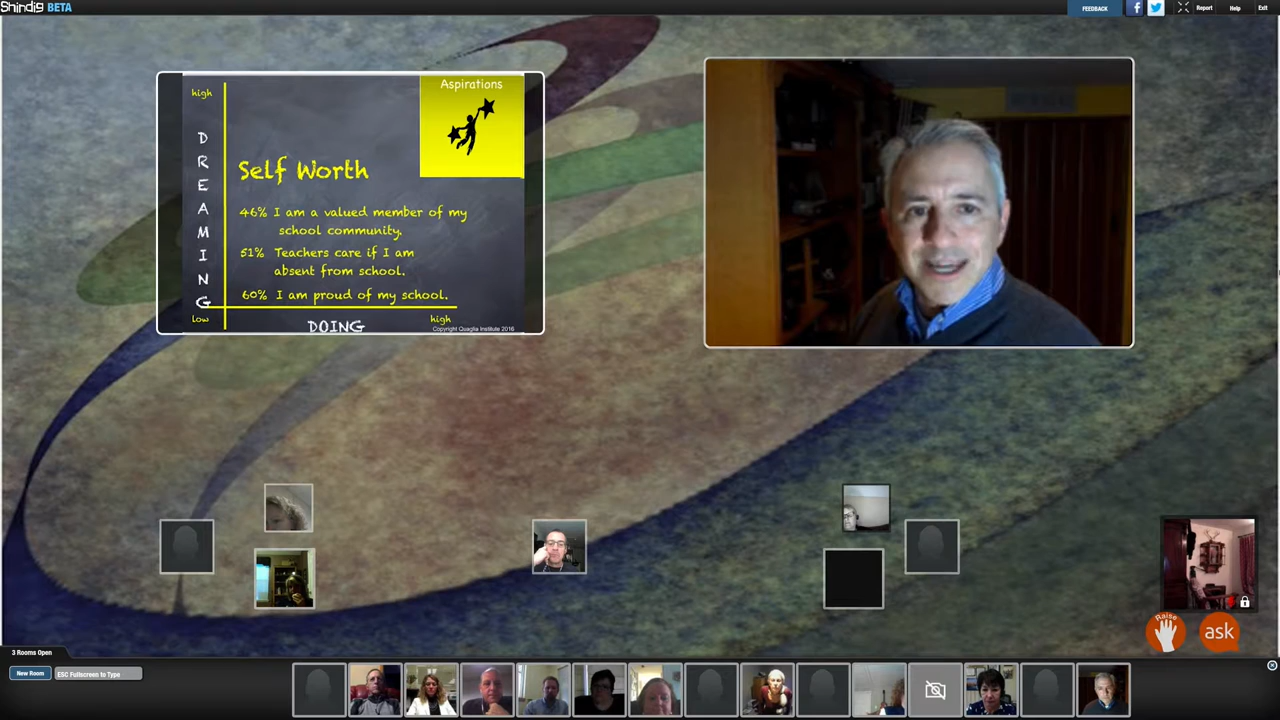 Shindig BETA
FEEDBACK
Report
Help
Exit
high
DREAMING
low
Aspirations
Self Worth
46% I am a valued member of my
school community.
51% Teachers care if I am
absent from school.
60% I am proud of my school.
DOING
high
Copyright Quaglia Institute 2016
Raise
ask
3 Rooms Open
New Room
ESC Fullscreen to Type